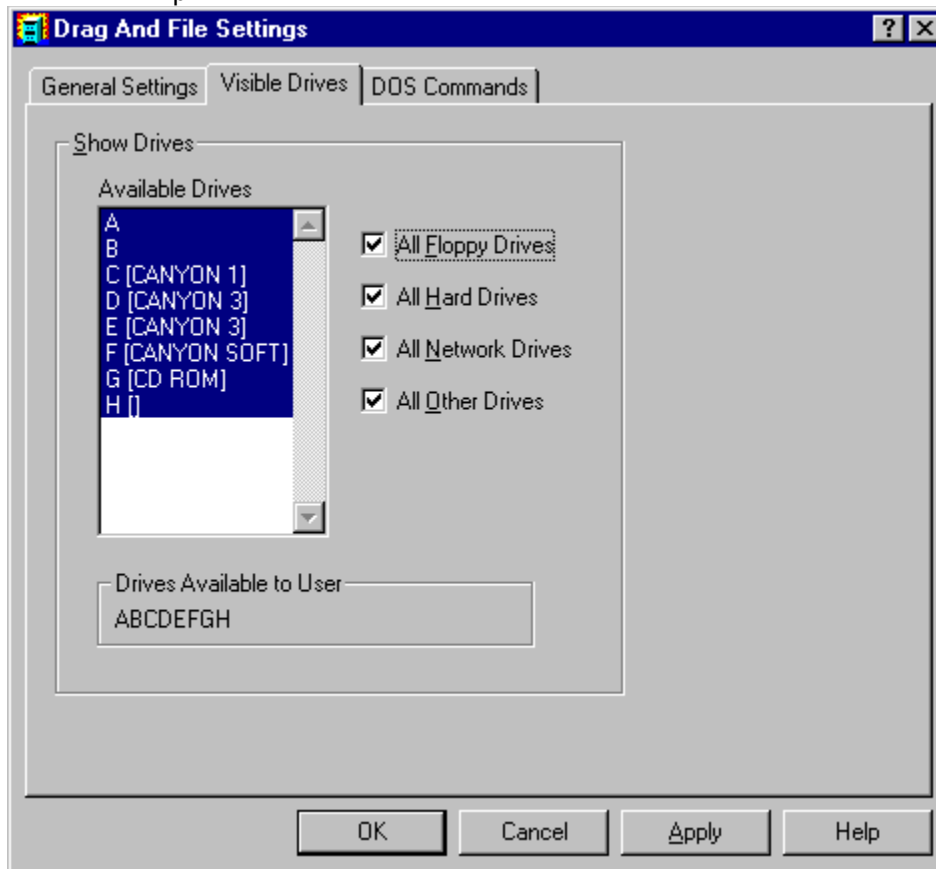 Drag And File Settings
General Settings Visible Drives DOS Commands
Show Drives
Available Drives
A
B
C [CANYON 1]
D [CANYON 3]
E [CANYON 3]
F [CANYON SOFT]
G [CD ROM]
H []
All Floppy Drives
All Hard Drives
All Network Drives
All Other Drives
Drives Available to User
ABCDEFGH
OK Cancel Apply Help